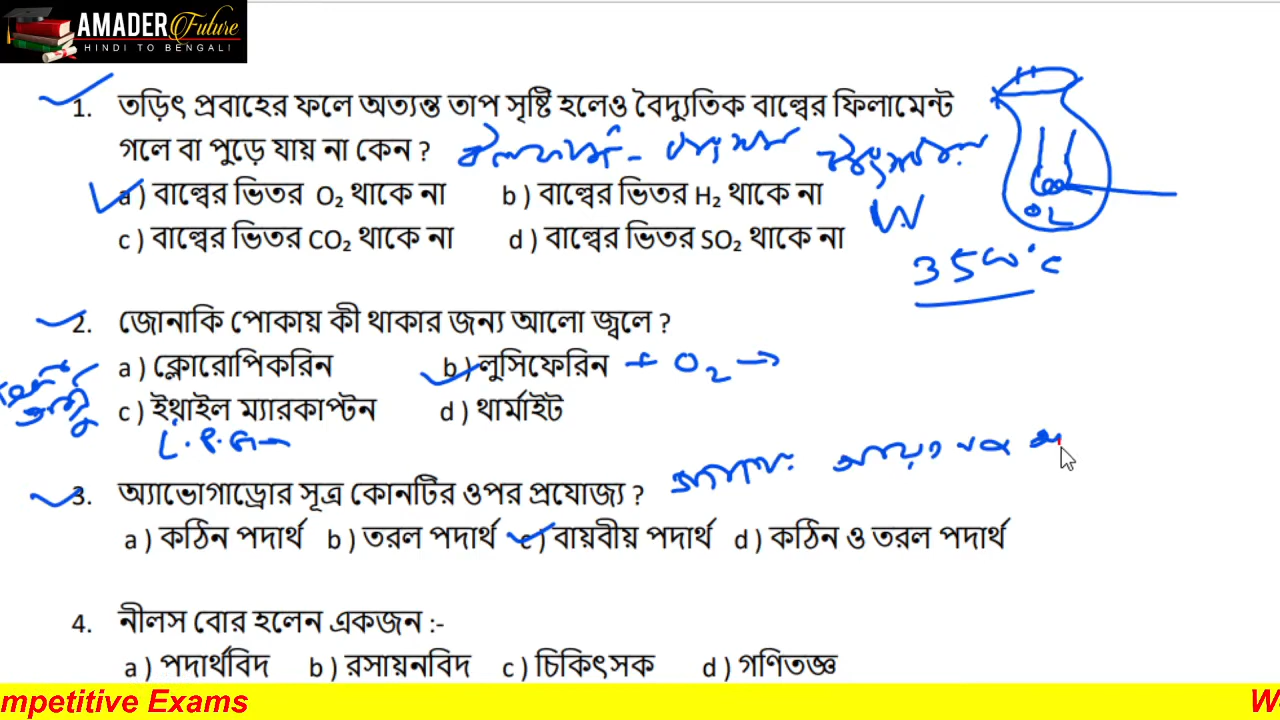 AMADER Future
HINDI TO BENGALI
1. তড়িৎ প্রবাহের ফলে অত্যন্ত তাপ সৃষ্টি হলেও বৈদ্যুতিক বাল্বের ফিলামেন্ট
গলে বা পুড়ে যায় না কেন ?
a ) বাল্বের ভিতর O₂ থাকে না b ) বাল্বের ভিতর H₂ থাকে না
W
O2
c ) বাল্বের ভিতর CO₂ থাকে না d ) বাল্বের ভিতর SO₂ থাকে না
3500°C
2. জোনাকি পোকায় কী থাকার জন্য আলো জ্বলে ?
a ) ক্লোরোপিকরিন b ) লুসিফেরিন + O2 →
c ) ইথাইল ম্যারকাপ্টন d ) থার্মাইট
L.P.G
3. অ্যাভোগাড্রোর সূত্র কোনটির ওপর প্রযোজ্য ?
a ) কঠিন পদার্থ b ) তরল পদার্থ c ) বায়বীয় পদার্থ d ) কঠিন ও তরল পদার্থ
4. নীলস বোর হলেন একজন :-
a ) পদার্থবিদ b ) রসায়নবিদ c ) চিকিৎসক d ) গণিতজ্ঞ
mpetitive Exams W